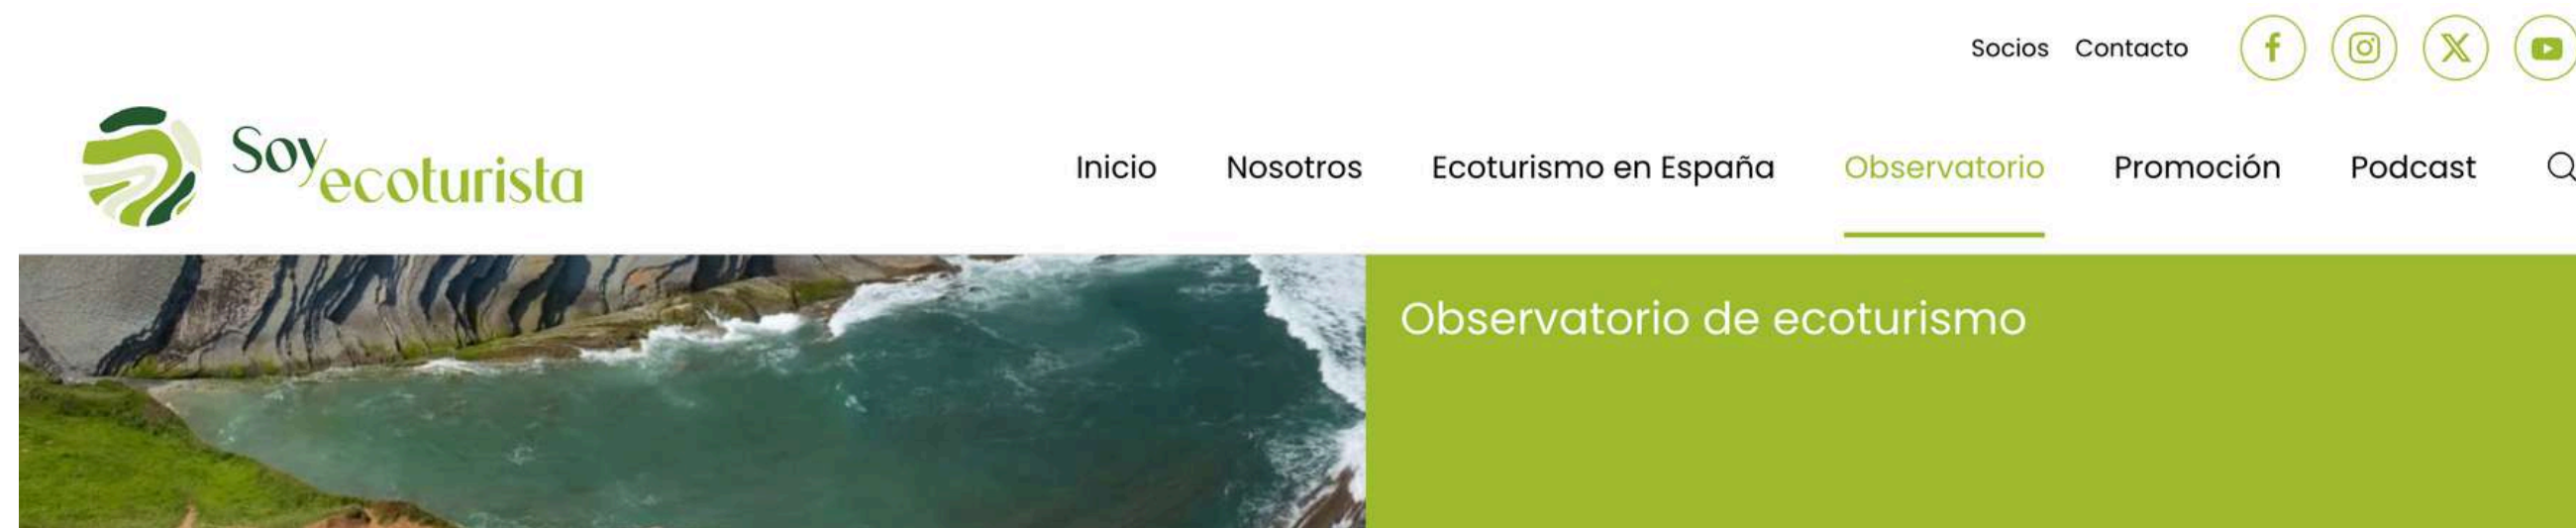 Socios Contacto
Soy ecoturista
Inicio Nosotros Ecoturismo en España Observatorio Promoción Podcast
Observatorio de ecoturismo